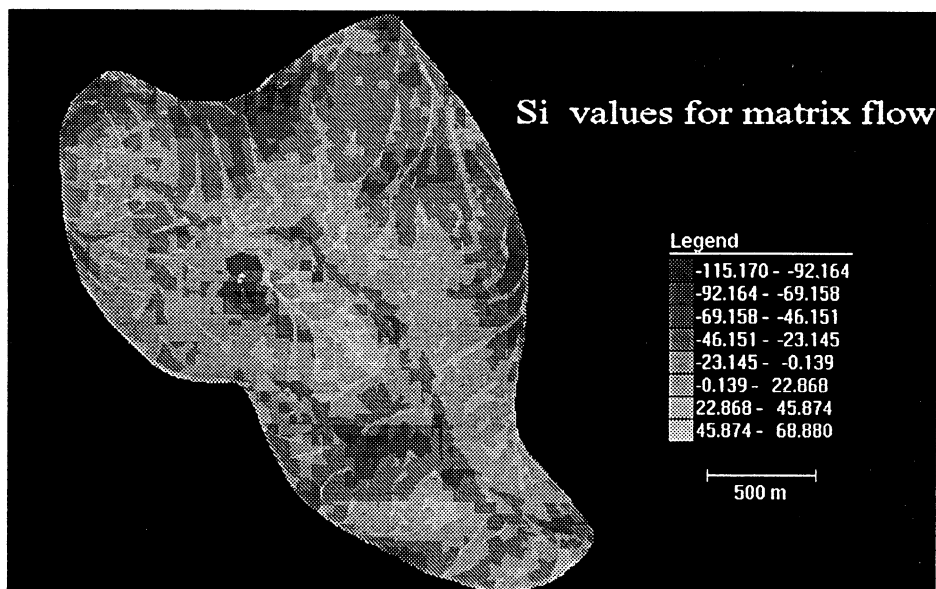 Si values for matrix flow
Legend
-115.170 - -92.164
-92.164 - -69.158
-69.158 - -46.151
-46.151 - -23.145
-23.145 - -0.139
-0.139 - 22.868
22.868 - 45.874
45.874 - 68.880
500 m